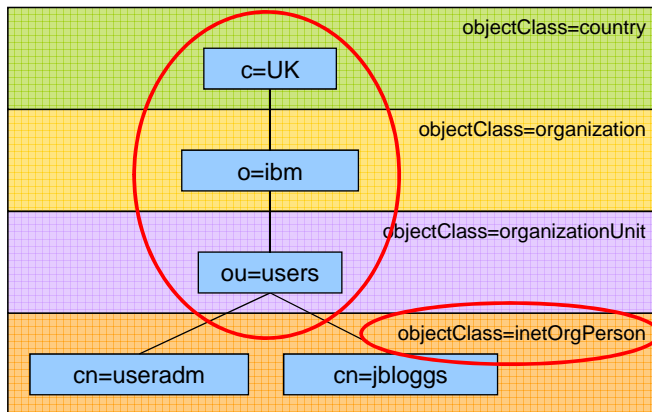 objectClass=country
c=UK
objectClass=organization
o=ibm
objectClass=organizationUnit
ou=users
objectClass=inetOrgPerson
cn=useradm
cn=jbloggs